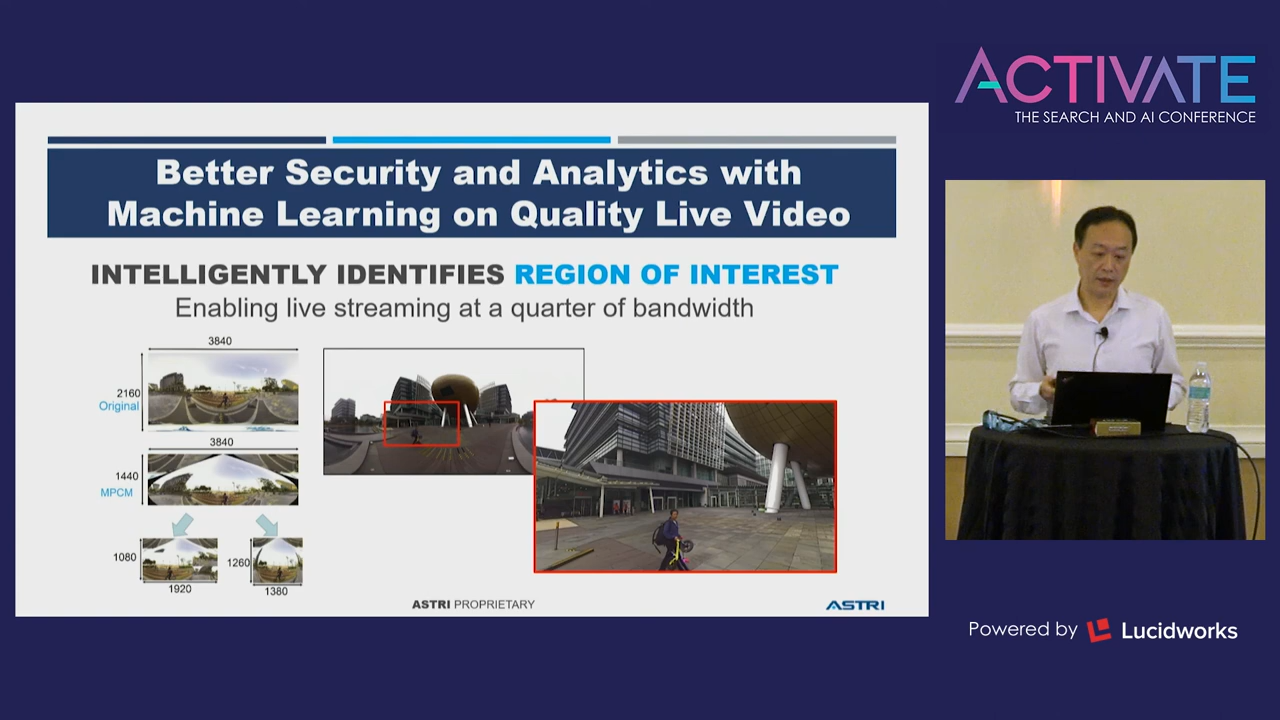 Better Security and Analytics with
Machine Learning on Quality Live Video
INTELLIGENTLY IDENTIFIES REGION OF INTEREST
Enabling live streaming at a quarter of bandwidth
3840
2160
Original
3840
1440
MPCM
1080
1920
1260
1380
ASTRI PROPRIETARY
ASTRI
ACTIVATE
THE SEARCH AND AI CONFERENCE
Powered by Lucidworks